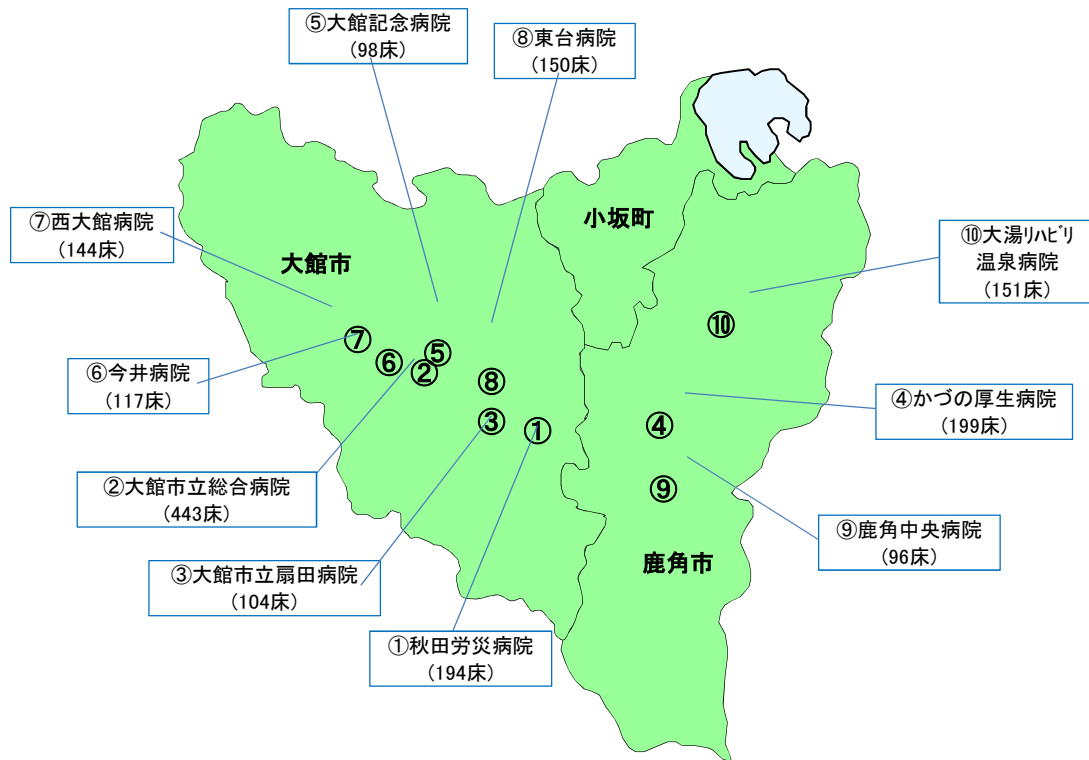 ⑤大館記念病院
(98床)
⑧東台病院
(150床)
⑦西大館病院
(144床)
小坂町
大館市
⑩大湯ﾘﾊﾋﾞﾘ
温泉病院
(151床)
⑩
⑦
⑤
⑥
②
⑧
⑥今井病院
(117床)
④かづの厚生病院
(199床)
③
①
④
②大館市立総合病院
(443床)
⑨
⑨鹿角中央病院
(96床)
鹿角市
③大館市立扇田病院
(104床)
①秋田労災病院
(194床)